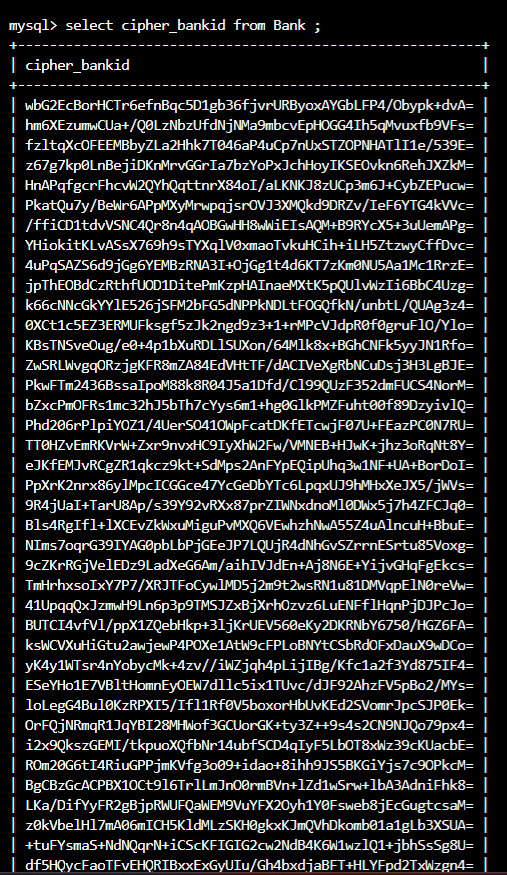 mysql> select cipher_bankid from Bank ;
+----------------------------------------------------------+
| cipher_bankid |
+----------------------------------------------------------+
| wbG2EcBorHCTr6efnBqc5D1gb36fjvrURByoxAYGbLFP4/Obypk+dvA= |
| hm6XEzumwCUa+/Q0LzNbzUfdNjNMa9mbcvEpHOGG4Ih5qMvuxfb9VFs= |
| fzltqXcOFEEMBbyZLa2Hhk7T046aP4uCp7nUxSTZOPNHATlI1e/539E= |
| z67g7kp0LnBejiDKnMrvGGrIa7bzYoPxJchHoyIKSEOvkn6RehJXZkM= |
| HnAPqfgcrFhcvW2QYhQqttnrX84oI/aLKNKJ8zUCp3m6J+CybZEPucw= |
| PkatQu7y/BeWr6APpMXyMrwpqjsrOVJ3XMQkd9DRZv/IeF6YTG4kVVc= |
| /ffiCD1tdvVSNC4Qr8n4qAOBGwHH8wWiEIsAQM+B9RYcX5+3uUemAPg= |
| YHiokitKLvASsX769h9sTYXqlV0xmaoTvkuHCih+iLH5ZtzwyCffDvc= |
| 4uPqSAZS6d9jGg6YEMBzRNA3I+OjGg1t4d6KT7zKm0NU5Aa1Mc1RrzE= |
| jpThEOBdCzRthfUOD1DitePmKzpHAInaeMXtK5pQUlvWzIi6BbC4Uzg= |
| k66cNNcGkYYlE526jSFM2bFG5dNPPkNDLtFOGQfkN/unbtL/QUAg3z4= |
| 0XCt1c5EZ3ERMUFksgf5zJk2ngd9z3+1+rMPcVJdpR0f0gruFlO/Ylo= |
| KBsTNSveOug/e0+4p1bXuRDLlSUXon/64Mlk8x+BGhCNFk5yyJN1Rfo= |
| ZwSRLWvgqORzjgKFR8mZA84EdVHtTF/dACIVeXgRbNCuDsj3H3LgBJE= |
| PkwFTm2436BssaIpoM88k8R04J5a1Dfd/Cl99QUzF352dmFUCS4NorM= |
| bZxcPmOFRs1mc32hJ5bTh7cYys6m1+hg0GlkPMZFuht00f89DzyivlQ= |
| Phd206rPlpiYOZ1/4UerSO41OWpFcatDKfETcwjF07U+FEazPC0N7RU= |
| TT0HZvEmRKVrW+Zxr9nvxHC9IyXhW2Fw/VMNEB+HJwK+jhz3oRqNt8Y= |
| eJKfEMJvRCgZR1qkcz9kt+SdMps2AnFYpEQipUhq3w1NF+UA+BorDoI= |
| PpXrK2nrx86ylMpcICGGce47YcGeDbYTc6LpqxUJ9hMHxXeJX5/jWVs= |
| 9R4jUaI+TarU8Ap/s39Y92vRXx87prZIWNxdnoMl0DWx5j7h4ZFCJq0= |
| Bls4RgIfl+lXCEvZkWxuMiguPvMXQ6VEwhzhNwA55Z4uAlncuH+BbuE= |
| NIms7oqrG39IYAG0pbLbPjGEeJP7LQUjR4dNhGvSZrrnESrtu85Voxg= |
| 9cZKrRGjVelEDz9LadXeG6Am/aihIVJdEn+Aj8N6E+YijvGHqFgEkcs= |
| TmHrhxsoIxY7P7/XRJTFoCywlMD5j2m9t2wsRN1u81DMVqpElN0reVw= |
| 41UpqqQxJzmwH9Ln6p3p9TMSJZxBjXrhOzvz6LuENFflHqnPjDJPcJo= |
| BUTCI4vfVl/ppX1ZQebHkp+3ljKrUEV560eKy2DKRNbY6750/HGZ6FA= |
| ksWCVXuHiGtu2awjewP4POXe1AtW9cFPLoBNYtCSbRdOFxDauX9wDCo= |
| yK4y1WTsr4nYobycMk+4zv//iWZjqh4pLijIBg/Kfc1a2f3Yd875IF4= |
| ESeYHo1E7VBltHomnEyOEW7dllc5ix1TUvc/dJF92AhzFV5pBo2/MYs= |
| loLegG4Bul0KzRPXI5/Ifl1Rf0V5boxorHbUvKEd2SVomrJpcSJP0Ek= |
| OrFQjNRmqR1JqYBI28MHWof3GCUorGK+ty3Z++9s4s2CN9NJQo79px4= |
| i2x9QkszGEMI/tkpuoXQfbNr14ubfSCD4qIyF5LbOT8xWz39cKUacbE= |
| ROm20G6tI4RiuGPPjmKVfg3o09+idao+8ihh9JS5BKGiYjs7c9OPkcM= |
| BgCBzGcACPBX1OCt9l6TrlLmJnO0rmBVn+lZd1wSrw+lbA3AdniFhk8= |
| LKa/DifYyFR2gBjpRWUFQaWEM9VuYFX2Oyh1Y0Fsweb8jEcGugtcsaM= |
| z0kVbelHl7mA06mICH5KldMLzSKH0gkxKJmQVhDkomb01a1gLb3XSUA= |
| +tuFYsmaS+NdNQqrN+iCScKFIGIG2cw2NdB4K6W1wzlQ1+jbhSsSg8U= |
| df5HQycFaoTFvEHQRIBxxExGyUIu/Gh4bxdjaBFT+HLYFpd2TxWzgn4= |